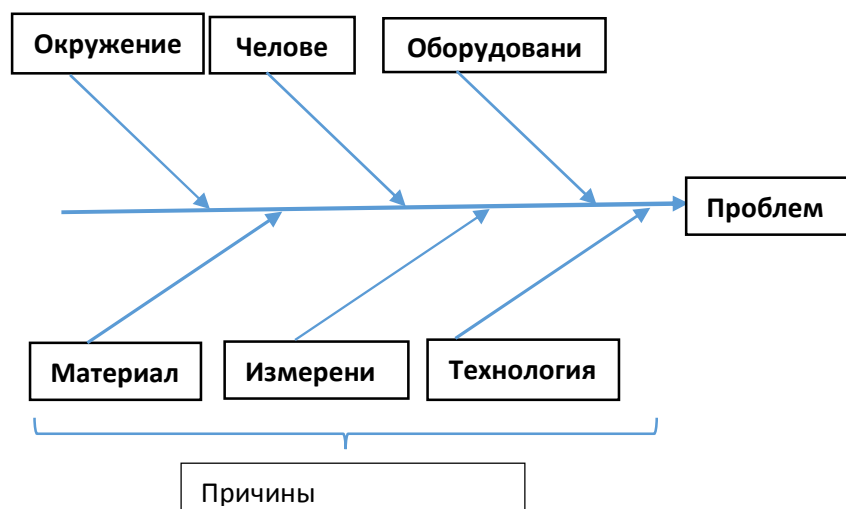 Окружение
Челове
Оборудовани
Проблем
Материал
Измерени
Технология
Причины